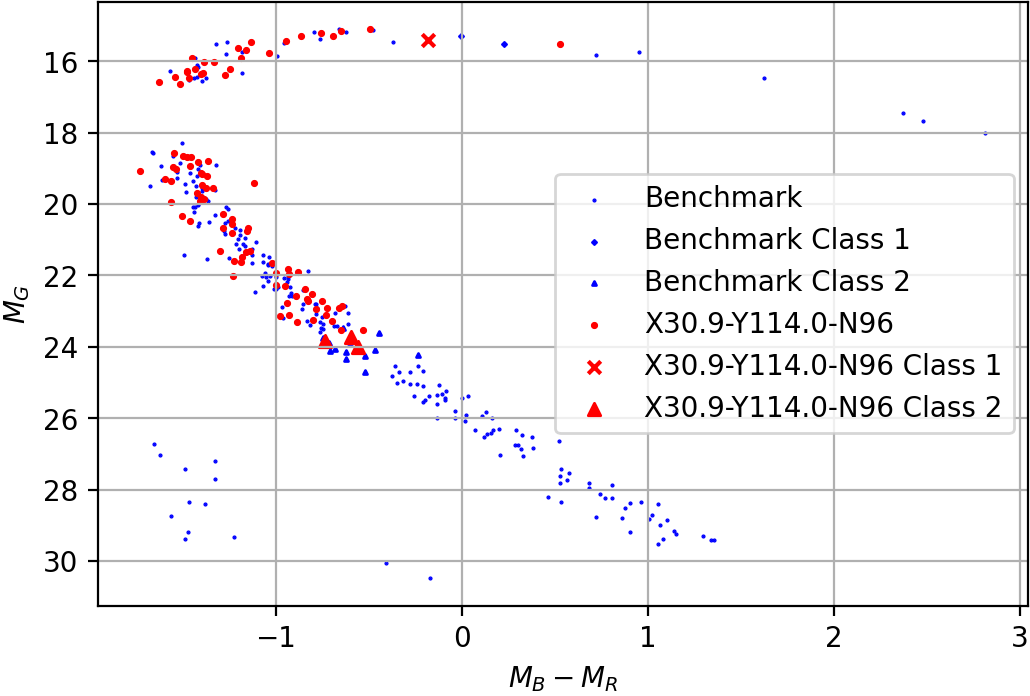 16
18
20
22
24
26
28
30
M_G
Benchmark
Benchmark Class 1
Benchmark Class 2
X30.9-Y114.0-N96
X30.9-Y114.0-N96 Class 1
X30.9-Y114.0-N96 Class 2
−1 0 1 2 3
M_B − M_R